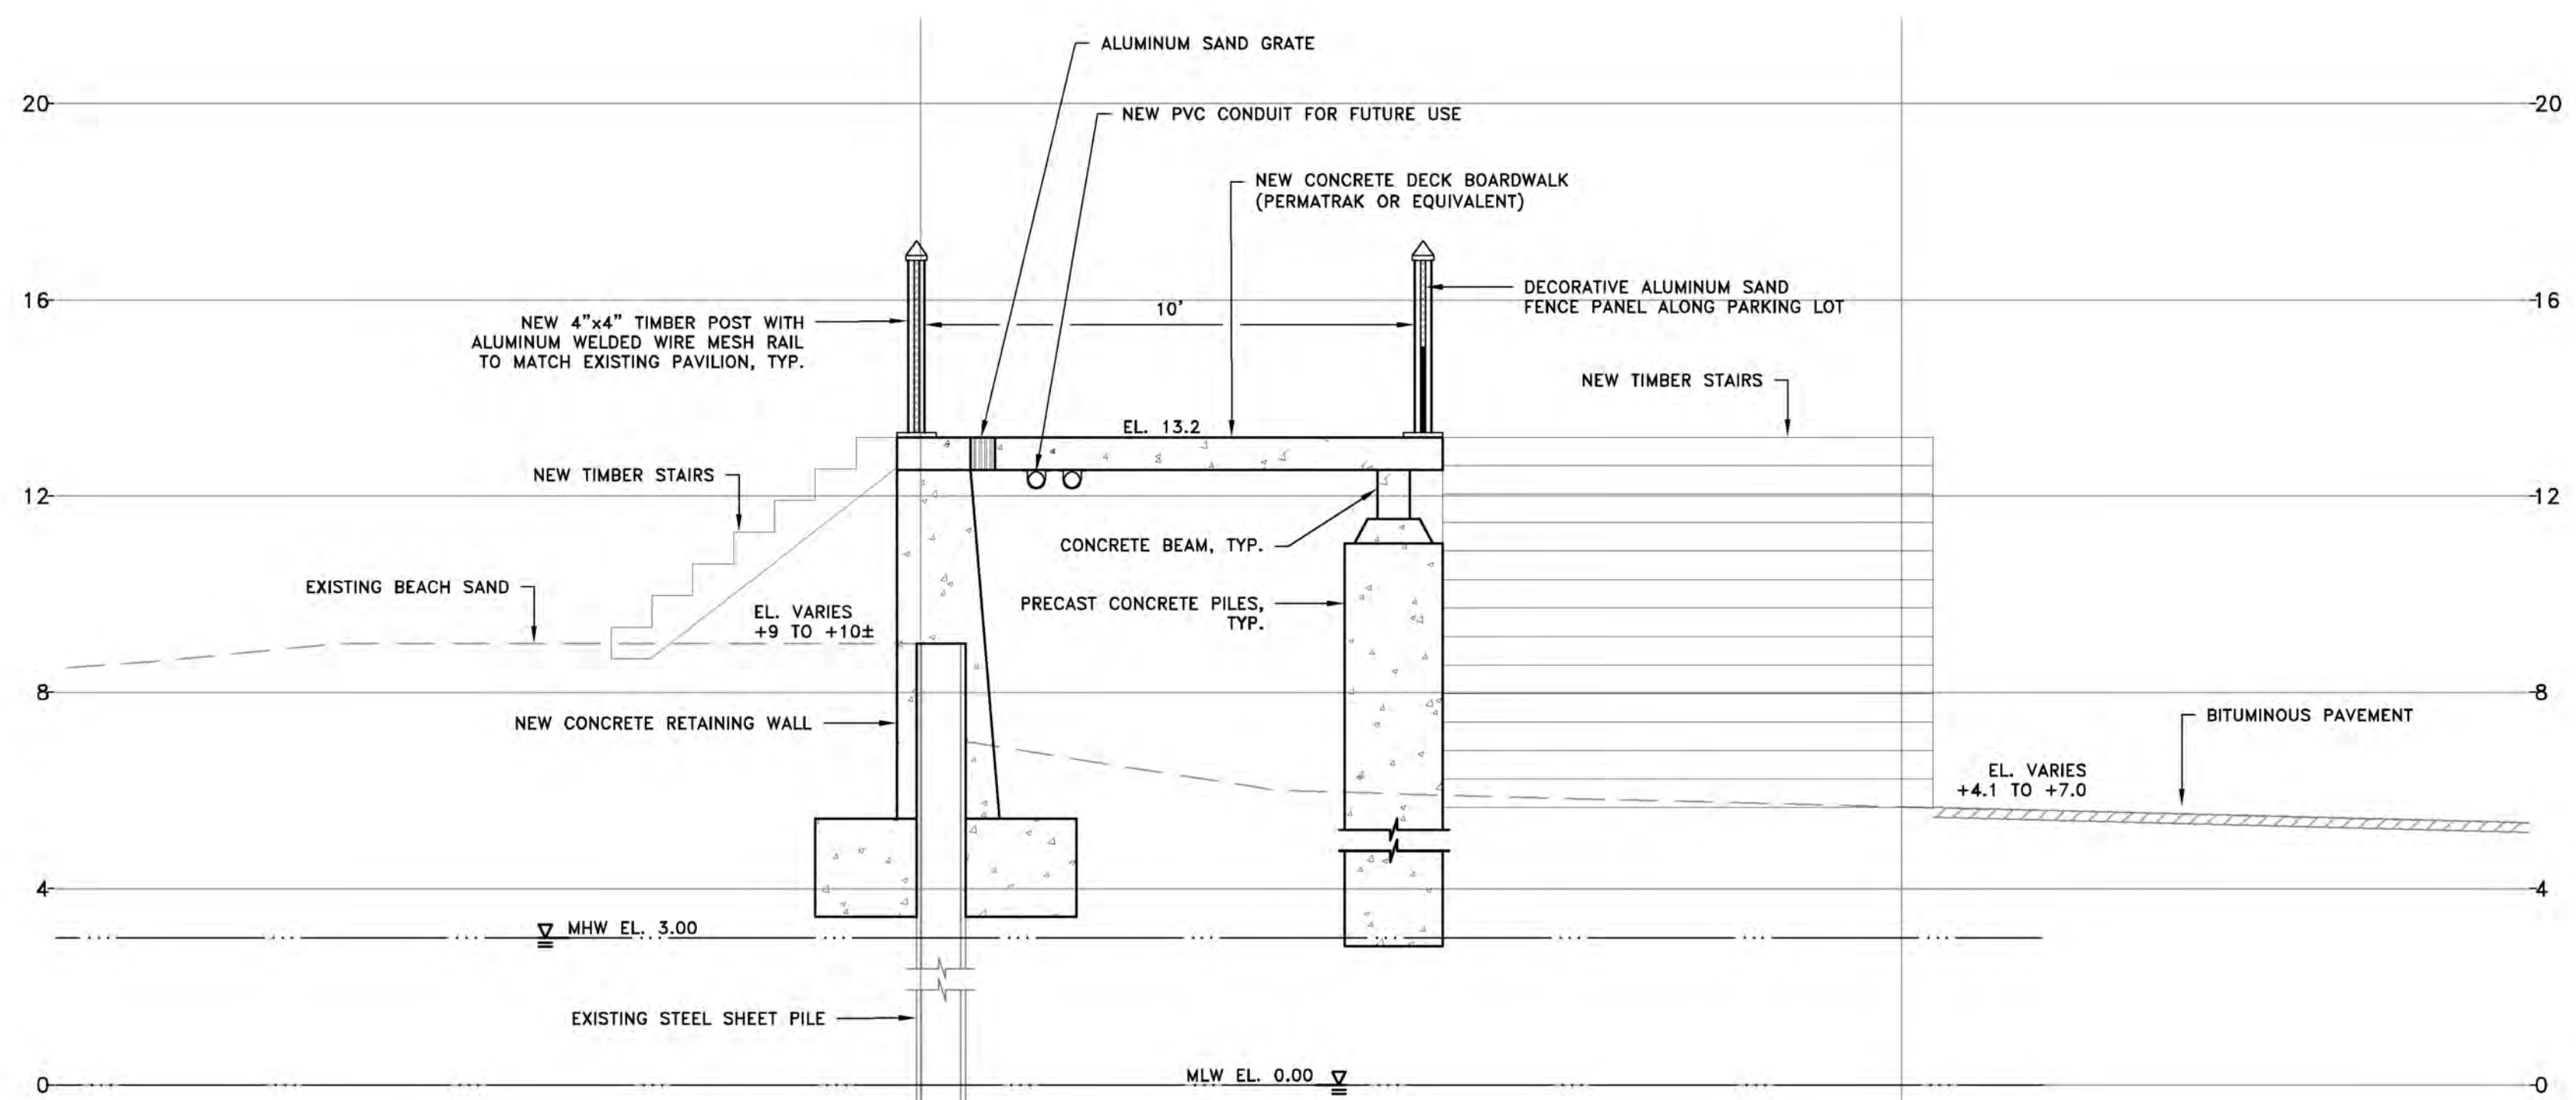 ALUMINUM SAND GRATE
20
20
NEW PVC CONDUIT FOR FUTURE USE
NEW CONCRETE DECK BOARDWALK
(PERMATRAK OR EQUIVALENT)
16
16
DECORATIVE ALUMINUM SAND
FENCE PANEL ALONG PARKING LOT
10'
NEW 4"x4" TIMBER POST WITH
ALUMINUM WELDED WIRE MESH RAIL
TO MATCH EXISTING PAVILION, TYP.
NEW TIMBER STAIRS
EL. 13.2
NEW TIMBER STAIRS
12
12
CONCRETE BEAM, TYP.
EXISTING BEACH SAND
EL. VARIES
+9 TO +10±
PRECAST CONCRETE PILES,
TYP.
8
8
NEW CONCRETE RETAINING WALL
BITUMINOUS PAVEMENT
EL. VARIES
+4.1 TO +7.0
4
4
MHW EL. 3.00
EXISTING STEEL SHEET PILE
MLW EL. 0.00
0
0